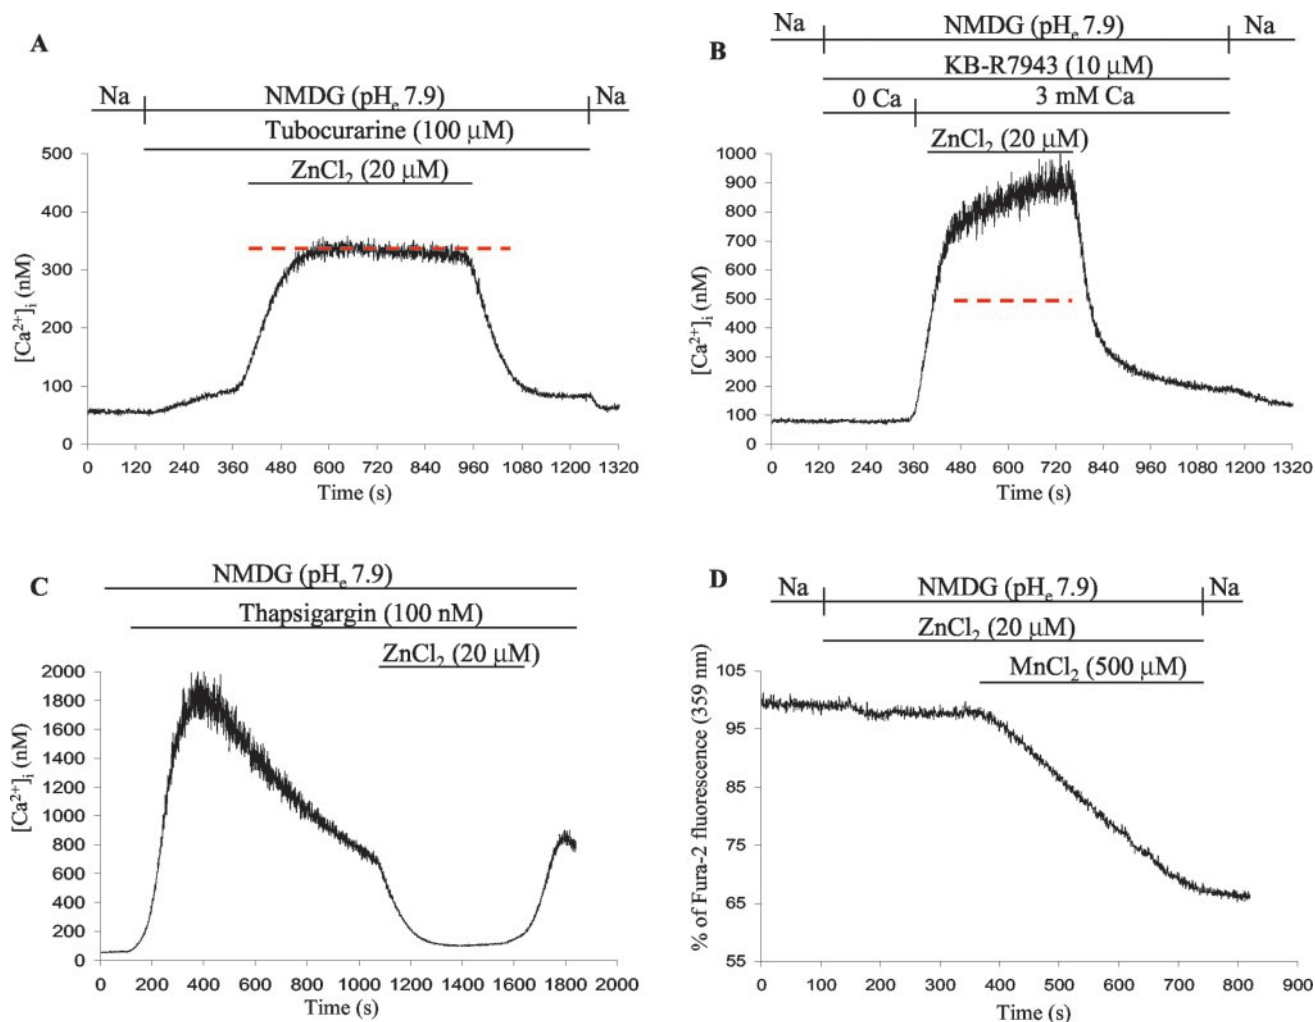 A
Na NMDG (pHe 7.9) Na
Tubocurarine (100 μM)
ZnCl2 (20 μM)
500
400
300
200
100
0
[Ca2+]i (nM)
0 120 240 360 480 600 720 840 960 1080 1200 1320
Time (s)
B
Na NMDG (pHe 7.9) Na
KB-R7943 (10 μM)
0 Ca 3 mM Ca
ZnCl2 (20 μM)
1000
900
800
700
600
500
400
300
200
100
0
[Ca2+]i (nM)
0 120 240 360 480 600 720 840 960 1080 1200 1320
Time (s)
C
NMDG (pHe 7.9)
Thapsigargin (100 nM)
ZnCl2 (20 μM)
2000
1800
1600
1400
1200
1000
800
600
400
200
0
[Ca2+]i (nM)
0 200 400 600 800 1000 1200 1400 1600 1800 2000
Time (s)
D
Na NMDG (pHe 7.9) Na
ZnCl2 (20 μM)
MnCl2 (500 μM)
105
95
85
75
65
55
% of Fura-2 fluorescence (359 nm)
0 100 200 300 400 500 600 700 800 900
Time (s)